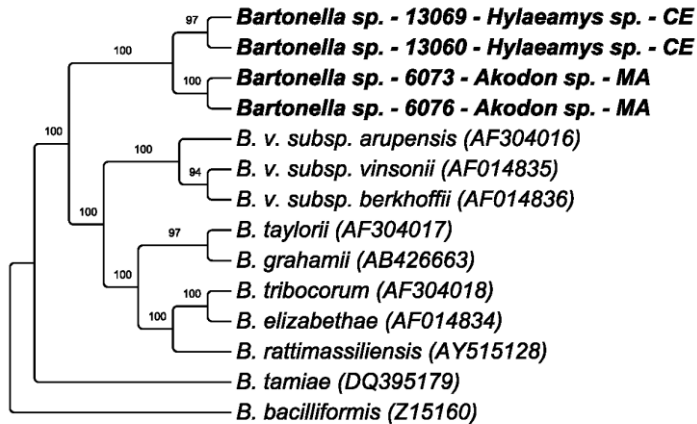 97 Bartonella sp. - 13069 - Hylaeamys sp. - CE
Bartonella sp. - 13060 - Hylaeamys sp. - CE
100
Bartonella sp. - 6073 - Akodon sp. - MA
100
Bartonella sp. - 6076 - Akodon sp. - MA
100
B. v. subsp. arupensis (AF304016)
100
B. v. subsp. vinsonii (AF014835)
94
B. v. subsp. berkhoffii (AF014836)
100
B. taylorii (AF304017)
97
B. grahamii (AB426663)
100
B. tribocorum (AF304018)
100
B. elizabethae (AF014834)
100
B. rattimassiliensis (AY515128)
B. tamiae (DQ395179)
B. bacilliformis (Z15160)